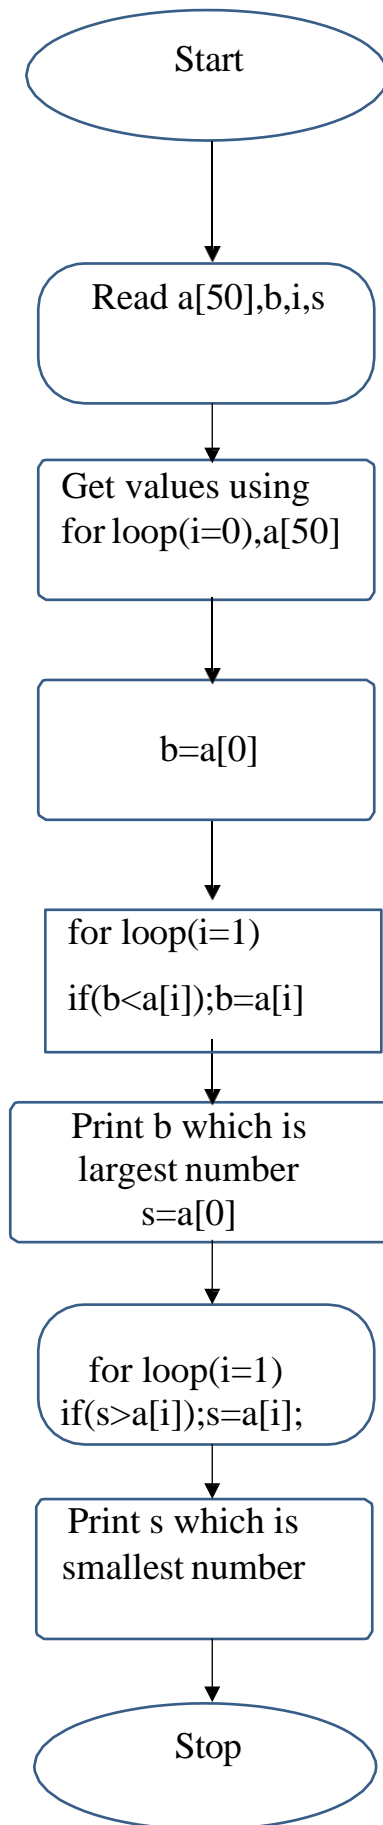 Start
Read a[50],b,i,s
Get values using
for loop(i=0),a[50]
b=a[0]
for loop(i=1)
if(b<a[i]);b=a[i]
Print b which is
largest number
s=a[0]
for loop(i=1)
if(s>a[i]);s=a[i];
Print s which is
smallest number
Stop